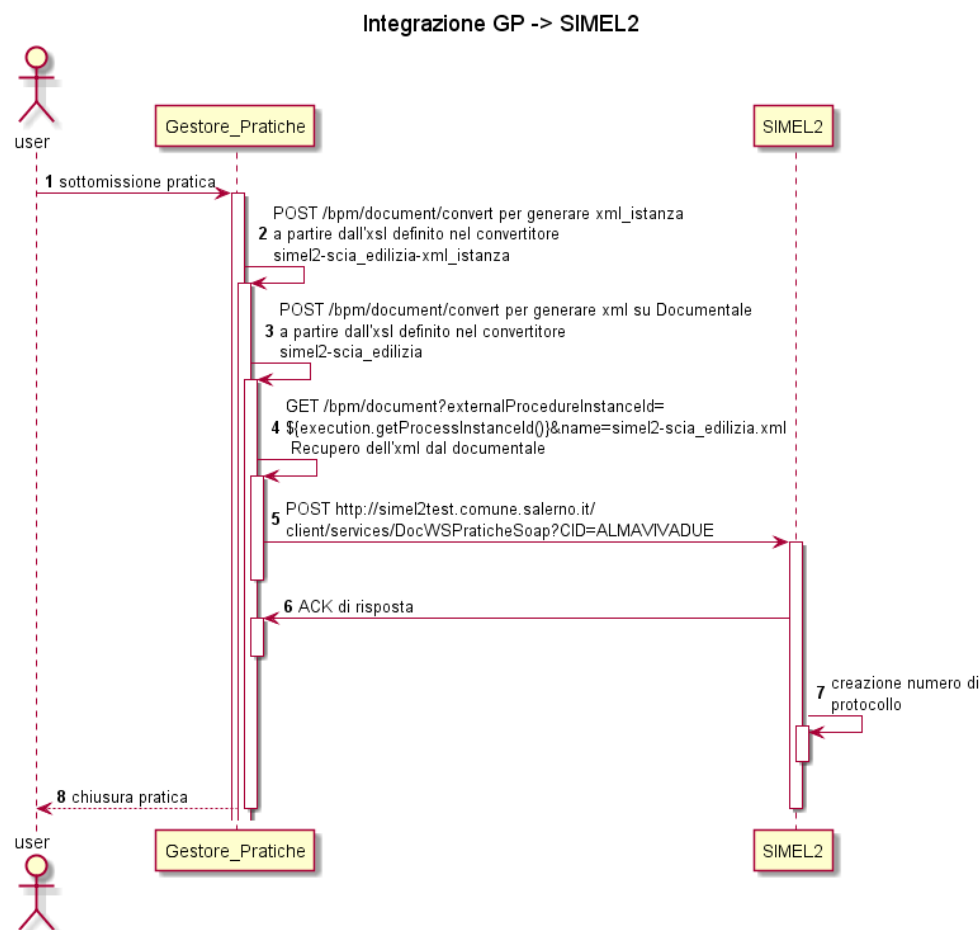 Integrazione GP -> SIMEL2
user
Gestore_Pratiche
SIMEL2
1 sottomissione pratica
POST /bpm/document/convert per generare xml_istanza
2 a partire dall'xsl definito nel convertitore
simel2-scia_edilizia-xml_istanza
POST /bpm/document/convert per generare xml su Documentale
3 a partire dall'xsl definito nel convertitore
simel2-scia_edilizia
GET /bpm/document?externalProcedureInstanceId=
4 ${execution.getProcessInstanceId()}&name=simel2-scia_edilizia.xml
Recupero dell'xml dal documentale
5 POST http://simel2test.comune.salerno.it/
client/services/DocWSPraticheSoap?CID=ALMAVIVADUE
6 ACK di risposta
7 creazione numero di
protocollo
8 chiusura pratica
user
Gestore_Pratiche
SIMEL2